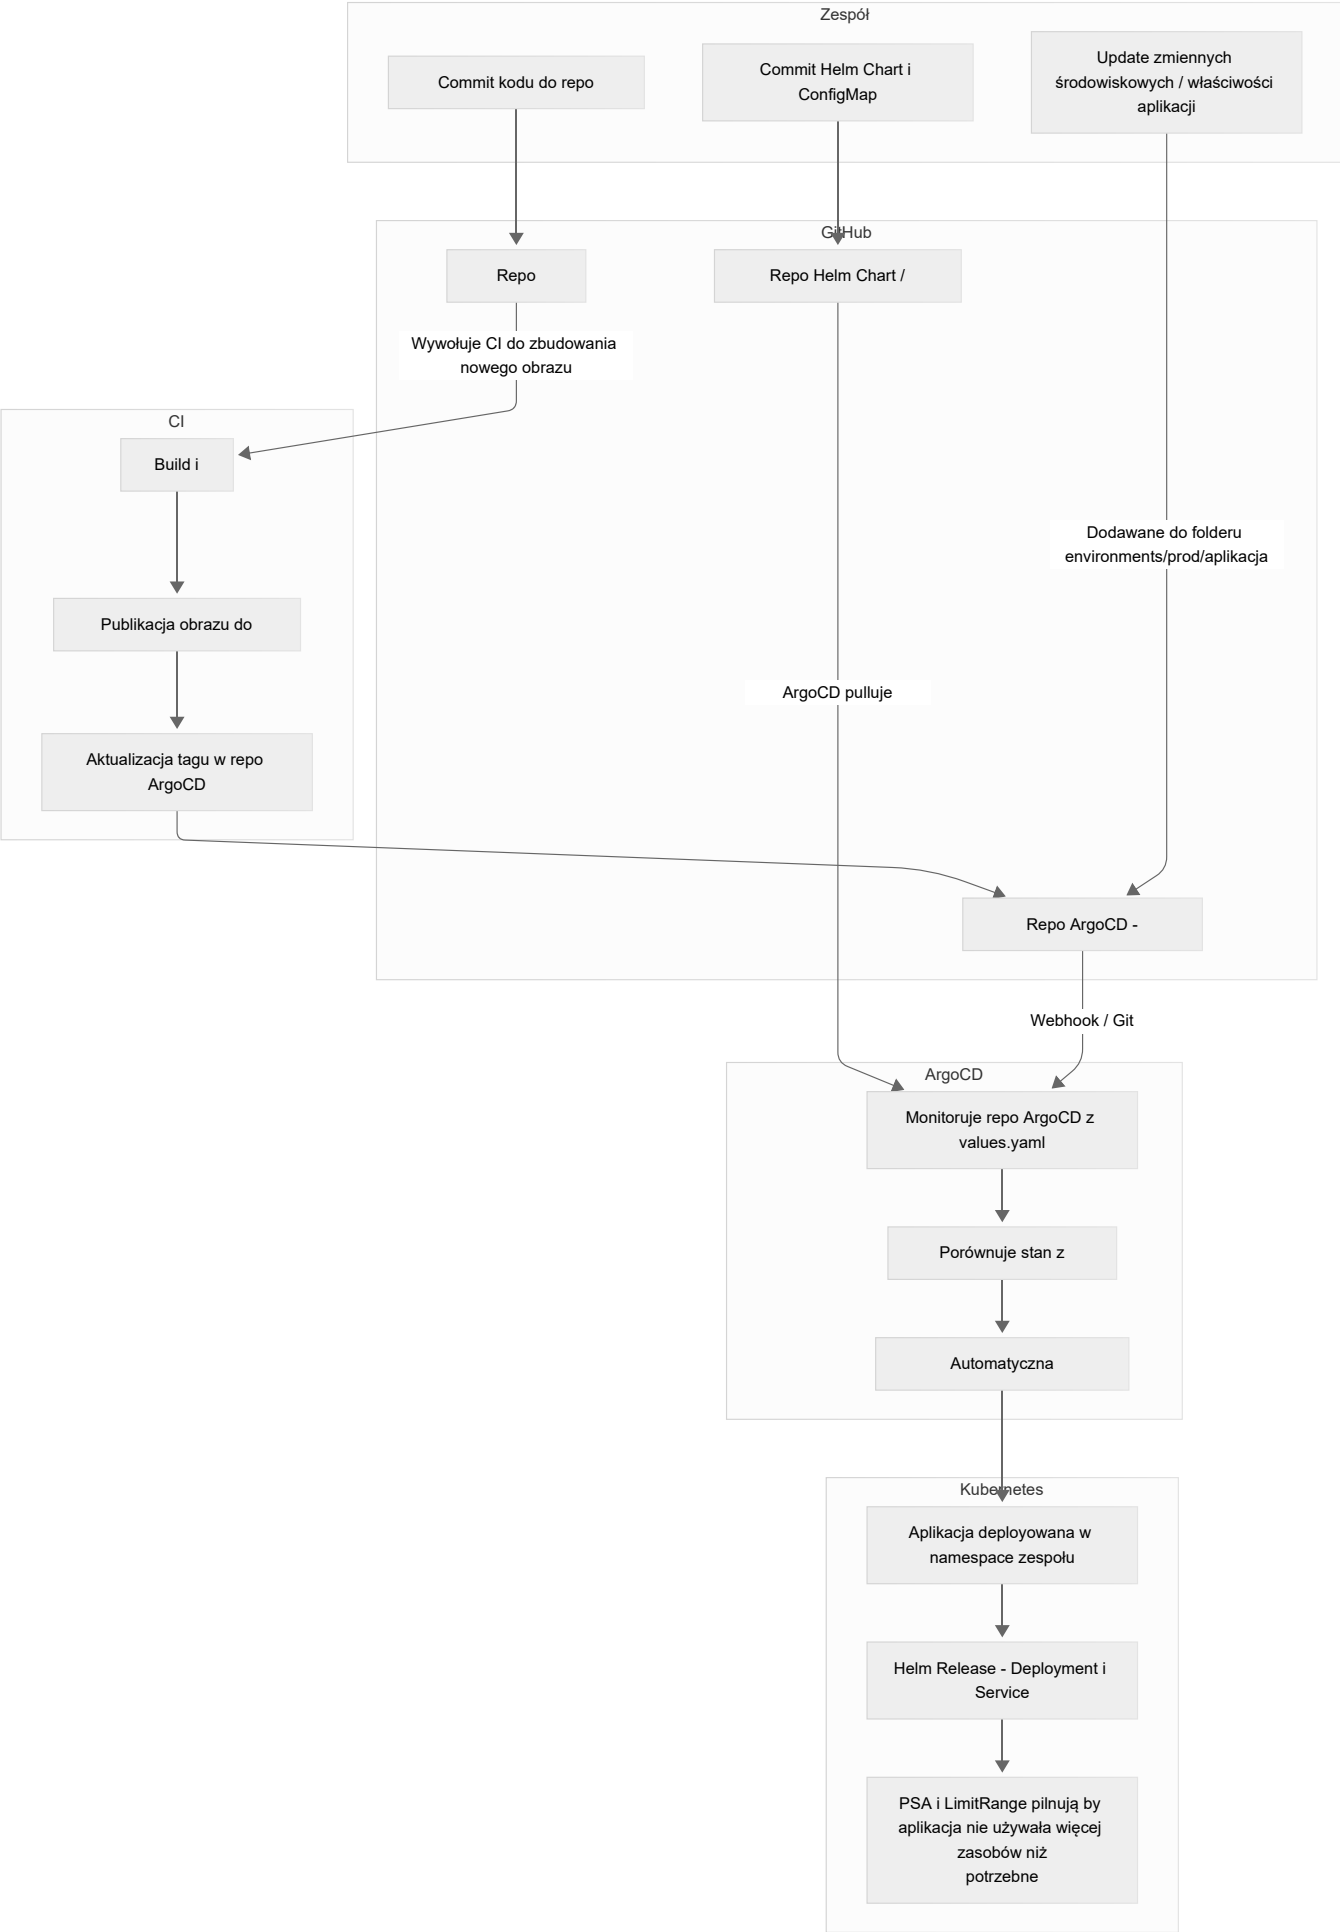 Zespół
Commit kodu do repo
Commit Helm Chart i
ConfigMap
Update zmiennych
środowiskowych / właściwości
aplikacji
GitHub
Repo
Repo Helm Chart /
Wywołuje CI do zbudowania
nowego obrazu
CI
Build i
Dodawane do folderu
environments/prod/aplikacja
Publikacja obrazu do
ArgoCD pulluje
Aktualizacja tagu w repo
ArgoCD
Repo ArgoCD -
Webhook / Git
ArgoCD
Monitoruje repo ArgoCD z
values.yaml
Porównuje stan z
Automatyczna
Kubernetes
Aplikacja deployowana w
namespace zespołu
Helm Release - Deployment i
Service
PSA i LimitRange pilnują by
aplikacja nie używała więcej
zasobów niż
potrzebne